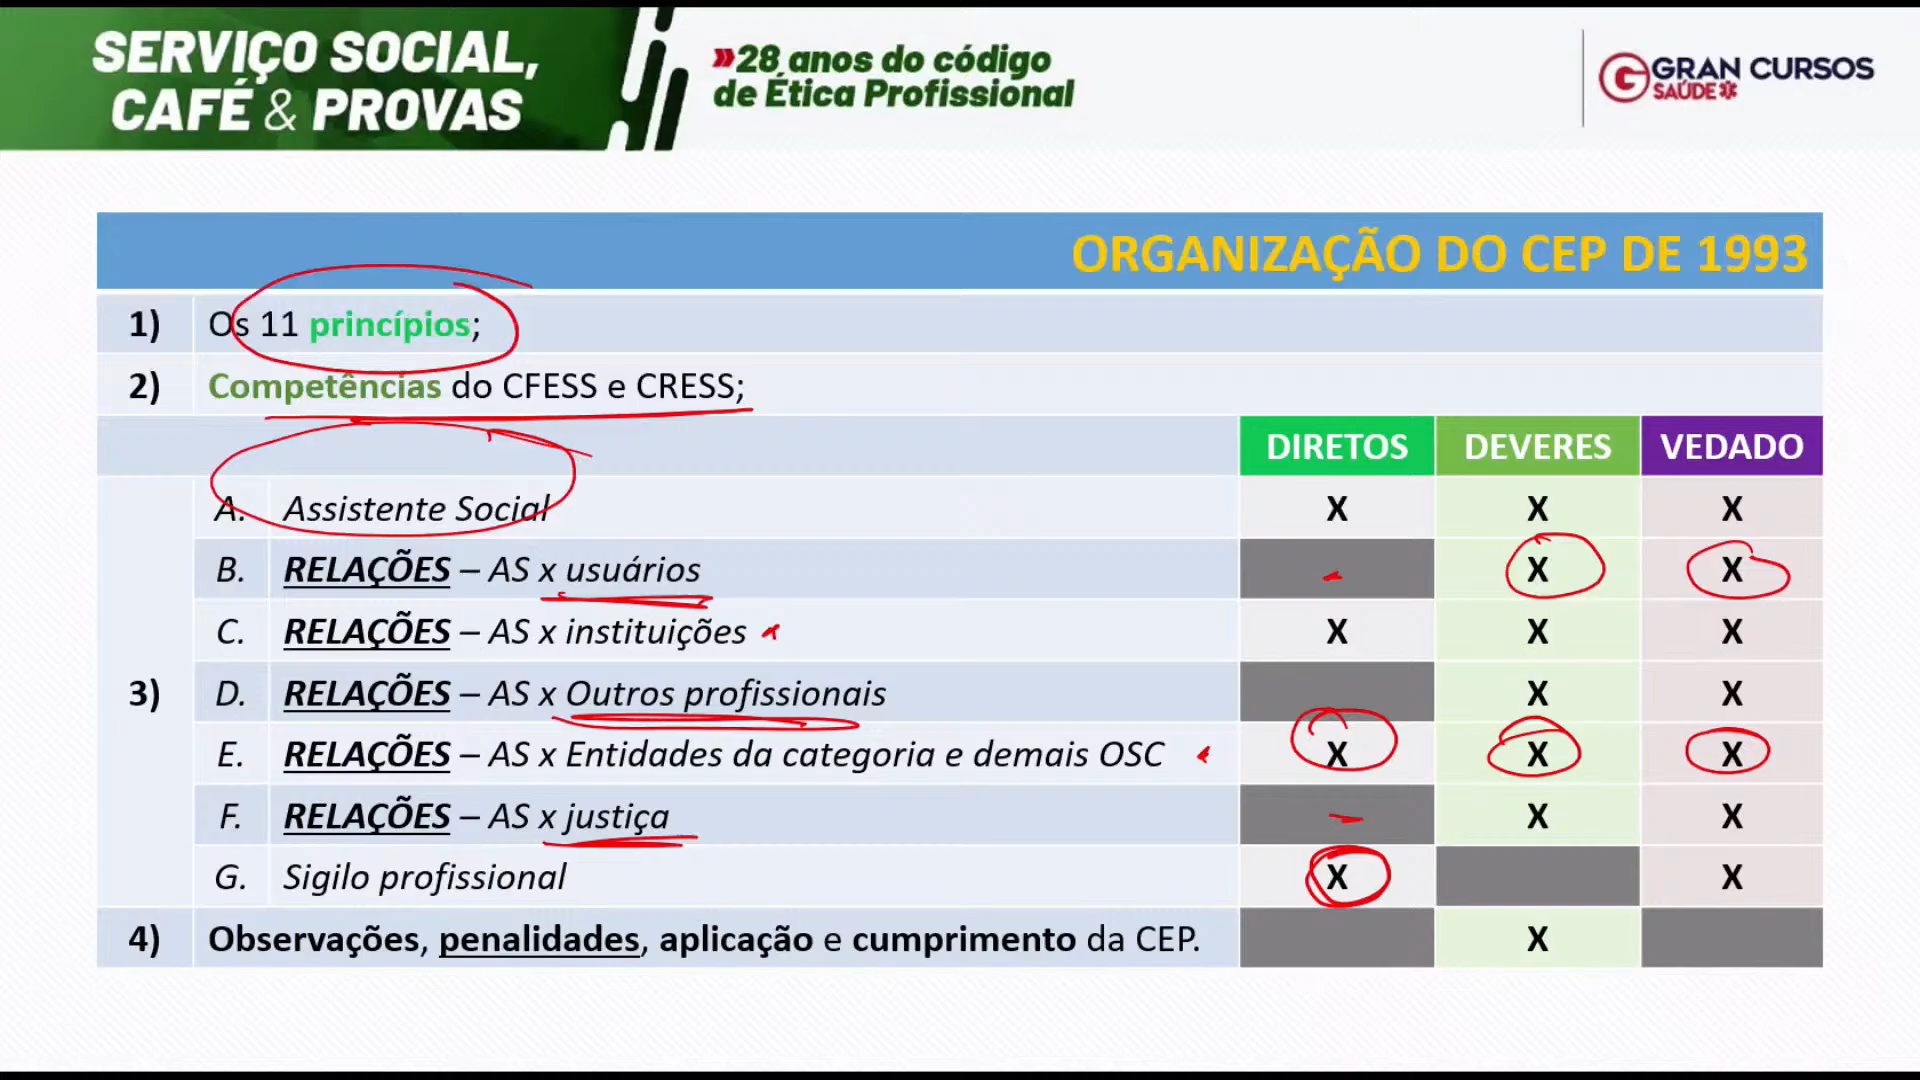 SERVIÇO SOCIAL,
CAFÉ & PROVAS
»28 anos do código
de Ética Profissional
GRAN CURSOS
SAÚDE
ORGANIZAÇÃO DO CEP DE 1993
1) Os 11 princípios;
2) Competências do CFESS e CRESS;
DIRETOS DEVERES VEDADO
A. Assistente Social X X X
B. RELAÇÕES – AS x usuários X X
C. RELAÇÕES – AS x instituições X X X
3) D. RELAÇÕES – AS x Outros profissionais X X
E. RELAÇÕES – AS x Entidades da categoria e demais OSC X X X
F. RELAÇÕES – AS x justiça X X
G. Sigilo profissional X X
4) Observações, penalidades, aplicação e cumprimento da CEP. X